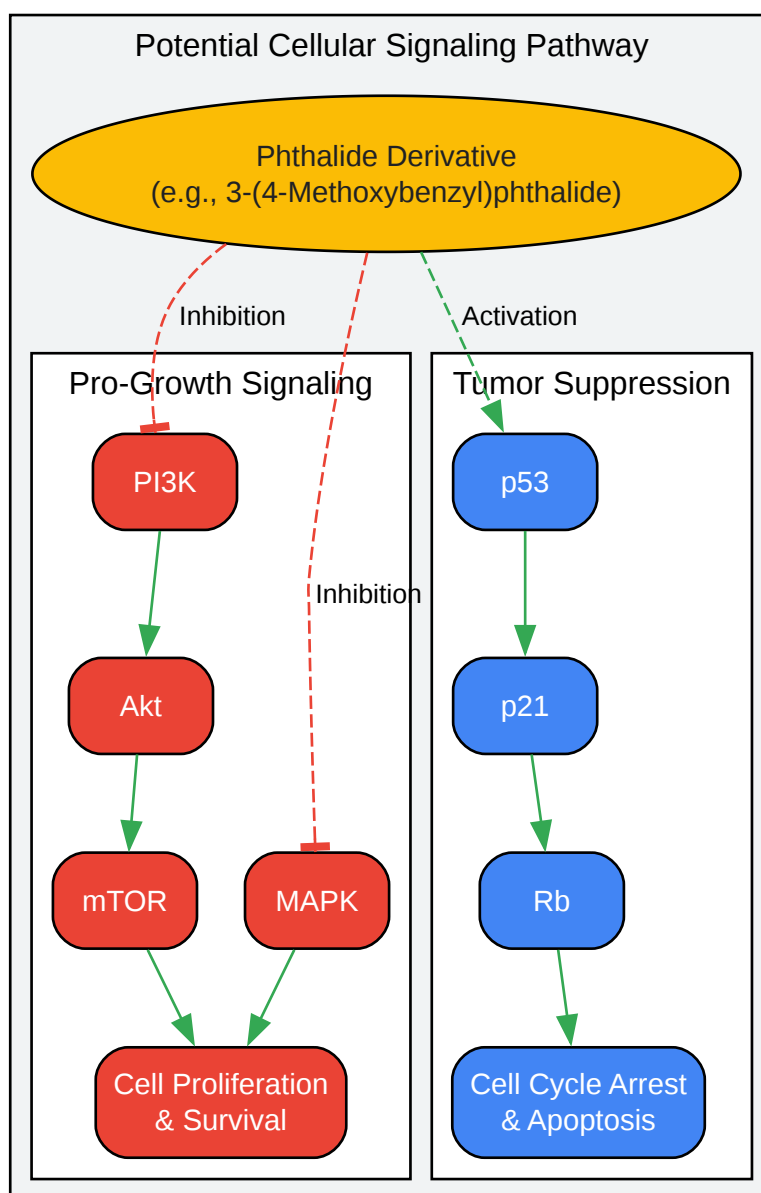 Potential Cellular Signaling Pathway
Phthalide Derivative
(e.g., 3-(4-Methoxybenzyl)phthalide)
Inhibition
Activation
Pro-Growth Signaling
Tumor Suppression
PI3K
p53
Inhibition
Akt
p21
mTOR
MAPK
Rb
Cell Proliferation
& Survival
Cell Cycle Arrest
& Apoptosis